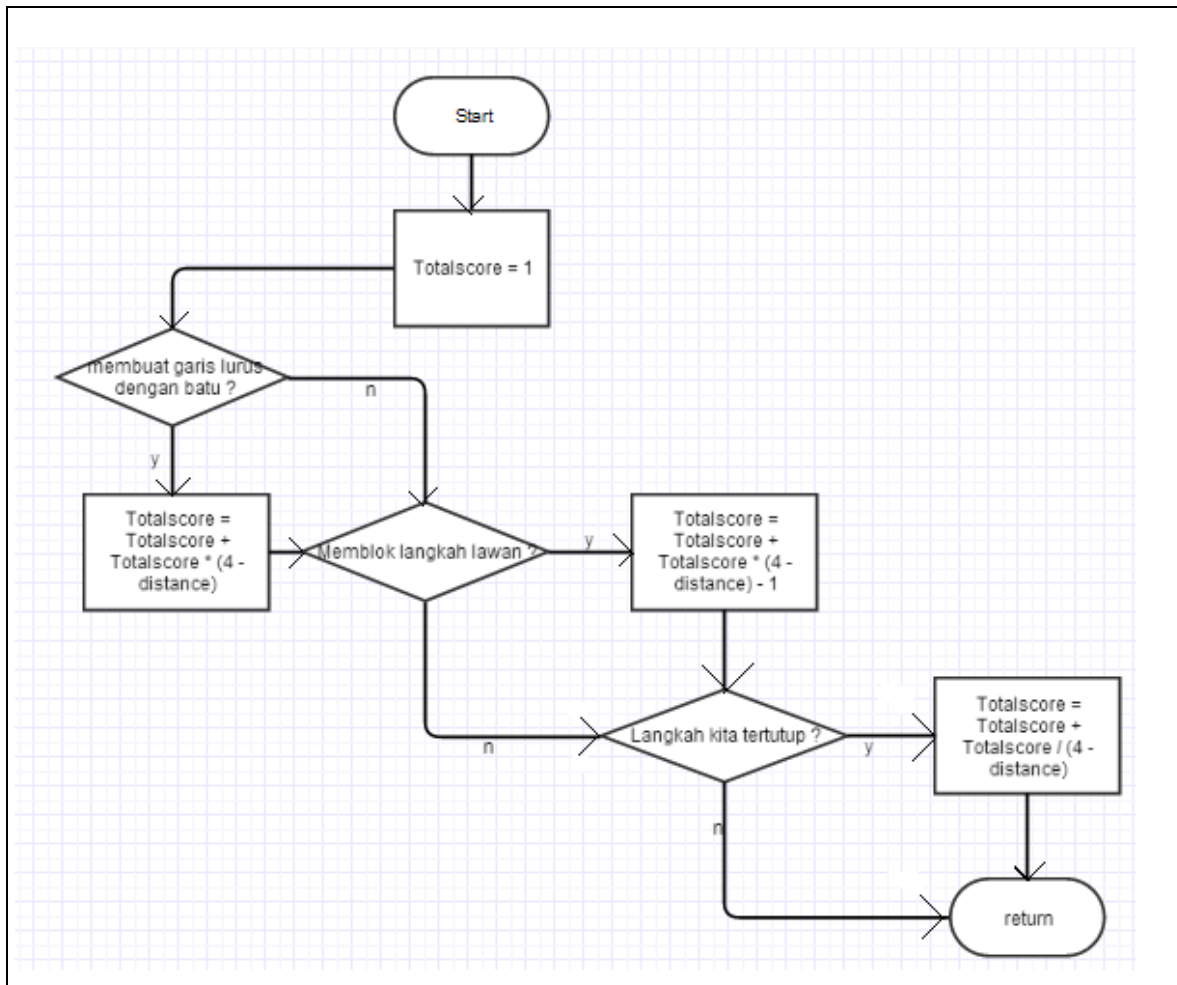 Start
Totalscore = 1
membuat garis lurus
dengan batu ?
n
y
Totalscore =
Totalscore +
Totalscore * (4 -
distance)
Memblok langkah lawan ?
y
Totalscore =
Totalscore +
Totalscore * (4 -
distance) - 1
n
Langkah kita tertutup ?
y
Totalscore =
Totalscore +
Totalscore / (4 -
distance)
n
return